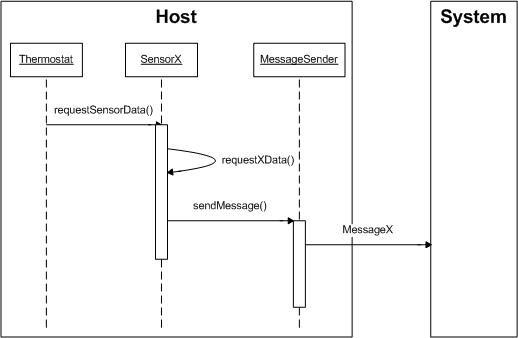 Host
System
Thermostat
SensorX
MessageSender
requestSensorData()
requestXData()
sendMessage()
MessageX